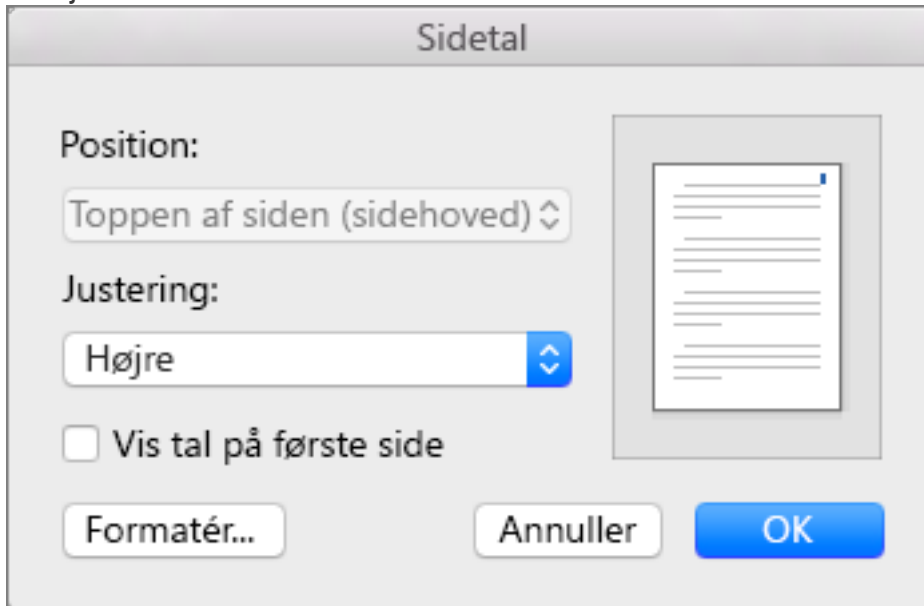 Sidetal
Position:
Toppen af siden (sidehoved)
Justering:
Højre
Vis tal på første side
Formatér...
Annuller
OK